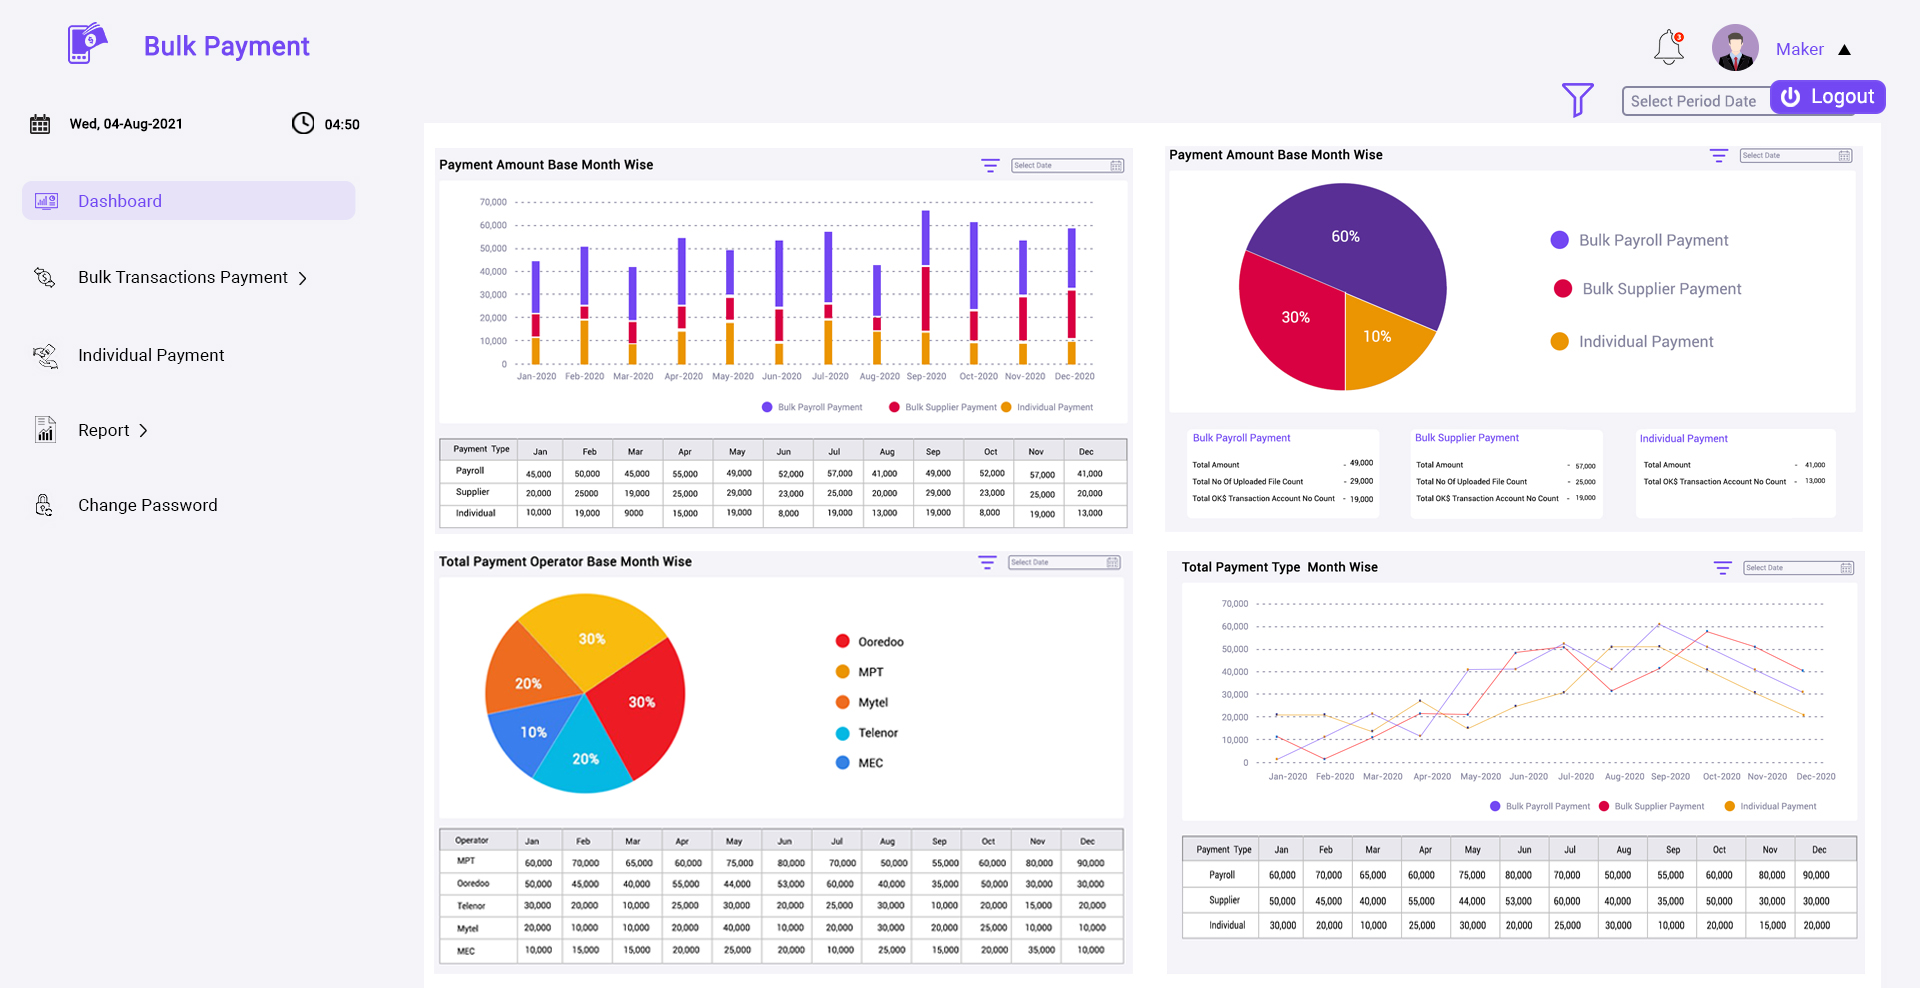 Bulk Payment
3
Maker
Select Period Date
Logout
Wed, 04-Aug-2021
04:50
Dashboard
Bulk Transactions Payment
Individual Payment
Report
Change Password
Payment Amount Base Month Wise
Select Date
70,000
60,000
50,000
40,000
30,000
20,000
10,000
0
Jan-2020 Feb-2020 Mar-2020 Apr-2020 May-2020 Jun-2020 Jul-2020 Aug-2020 Sep-2020 Oct-2020 Nov-2020 Dec-2020
Bulk Payroll Payment Bulk Supplier Payment Individual Payment
Payment Type Jan Feb Mar Apr May Jun Jul Aug Sep Oct Nov Dec
Payroll 45,000 50,000 45,000 55,000 49,000 52,000 57,000 41,000 49,000 52,000 57,000 41,000
Supplier 20,000 25000 19,000 25,000 29,000 23,000 25,000 20,000 29,000 23,000 25,000 20,000
Individual 10,000 19,000 9000 15,000 19,000 8,000 19,000 13,000 19,000 8,000 19,000 13,000
Payment Amount Base Month Wise
Select Date
60%
30%
10%
Bulk Payroll Payment
Bulk Supplier Payment
Individual Payment
Bulk Payroll Payment
Total Amount - 49,000
Total No Of Uploaded File Count - 29,000
Total OK$ Transaction Account No Count - 19,000
Bulk Supplier Payment
Total Amount - 57,000
Total No Of Uploaded File Count - 25,000
Total OK$ Transaction Account No Count - 19,000
Individual Payment
Total Amount - 41,000
Total OK$ Transaction Account No Count - 13,000
Total Payment Operator Base Month Wise
Select Date
30%
20%
30%
10%
20%
Ooredoo
MPT
Mytel
Telenor
MEC
Operator Jan Feb Mar Apr May Jun Jul Aug Sep Oct Nov Dec
MPT 60,000 70,000 65,000 60,000 75,000 80,000 70,000 50,000 55,000 60,000 80,000 90,000
Ooredoo 50,000 45,000 40,000 55,000 44,000 53,000 60,000 40,000 35,000 50,000 30,000 30,000
Telenor 30,000 20,000 10,000 25,000 30,000 20,000 25,000 30,000 10,000 20,000 15,000 20,000
Mytel 20,000 10,000 10,000 20,000 40,000 10,000 20,000 30,000 20,000 25,000 10,000 10,000
MEC 10,000 15,000 15,000 20,000 25,000 20,000 10,000 25,000 15,000 20,000 35,000 10,000
Total Payment Type Month Wise
Select Date
70,000
60,000
50,000
40,000
30,000
20,000
10,000
0
Jan-2020 Feb-2020 Mar-2020 Apr-2020 May-2020 Jun-2020 Jul-2020 Aug-2020 Sep-2020 Oct-2020 Nov-2020 Dec-2020
Bulk Payroll Payment Bulk Supplier Payment Individual Payment
Payment Type Jan Feb Mar Apr May Jun Jul Aug Sep Oct Nov Dec
Payroll 60,000 70,000 65,000 60,000 75,000 80,000 70,000 50,000 55,000 60,000 80,000 90,000
Supplier 50,000 45,000 40,000 55,000 44,000 53,000 60,000 40,000 35,000 50,000 30,000 30,000
Individual 30,000 20,000 10,000 25,000 30,000 20,000 25,000 30,000 10,000 20,000 15,000 20,000